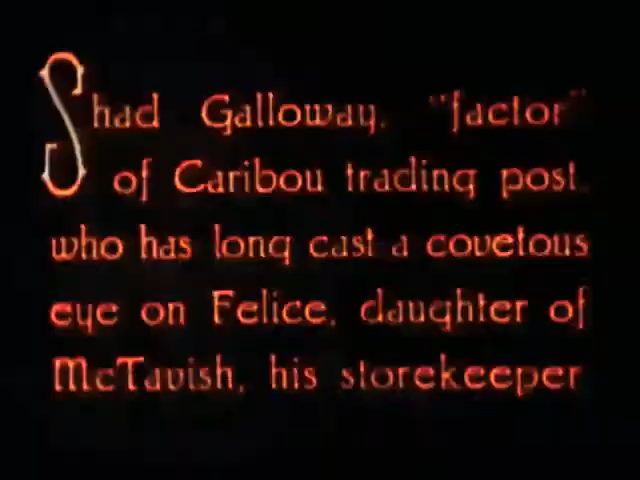 Shad Galloway, "factor"
of Caribou trading post,
who has long cast a covetous
eye on Felice, daughter of
McTavish, his storekeeper